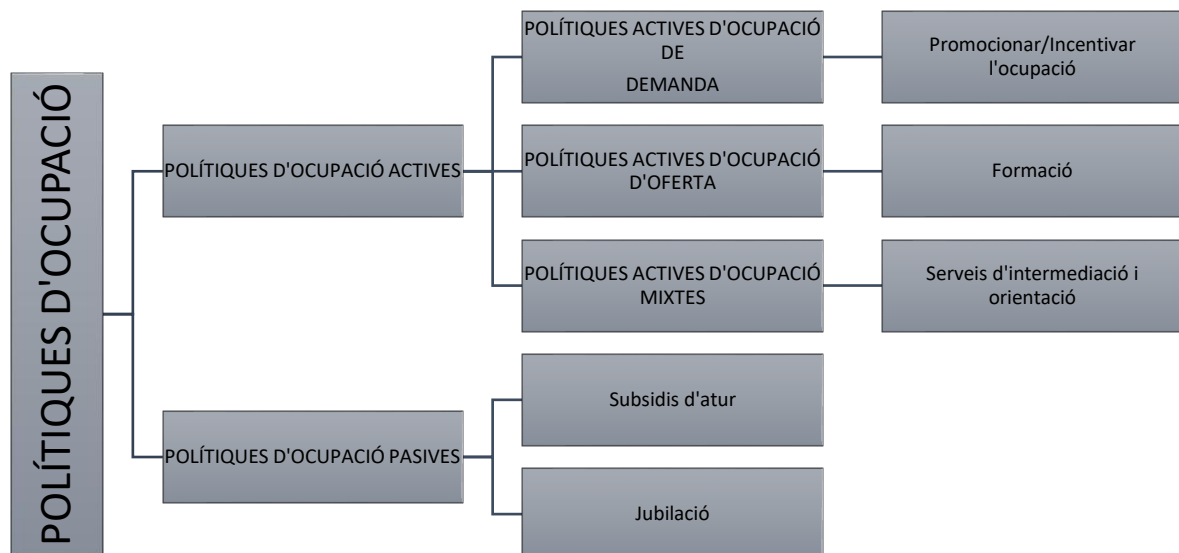 POLÍTIQUES D'OCUPACIÓ
POLÍTIQUES D'OCUPACIÓ ACTIVES
POLÍTIQUES ACTIVES D'OCUPACIÓ
DE
DEMANDA
Promocionar/Incentivar
l'ocupació
POLÍTIQUES ACTIVES D'OCUPACIÓ
D'OFERTA
Formació
POLÍTIQUES ACTIVES D'OCUPACIÓ
MIXTES
Serveis d'intermediació i
orientació
POLÍTIQUES D'OCUPACIÓ PASIVES
Subsidis d'atur
Jubilació